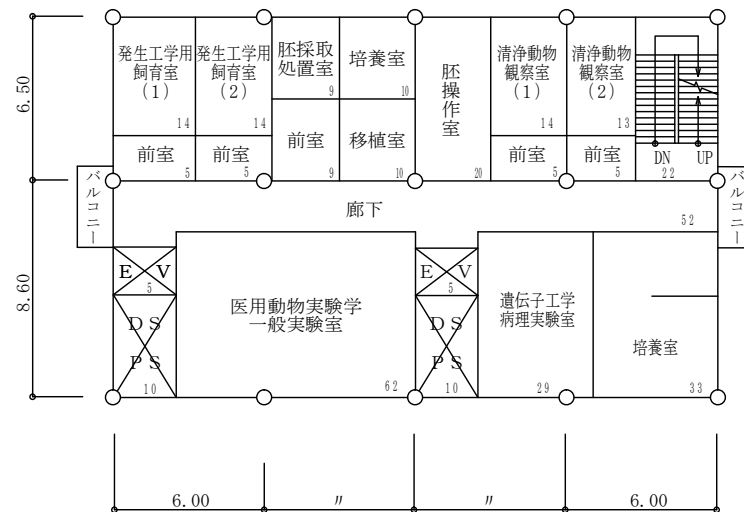 発生工学用
飼育室
(1)
14
発生工学用
飼育室
(2)
14
胚採取
処置室
9
培養室
10
胚操作室
20
清浄動物
観察室
(1)
14
清浄動物
観察室
(2)
13
前室
5
前室
5
前室
9
移植室
10
前室
5
前室
5
DN
UP
22
6.50
バルコニー
バルコニー
廊下
52
8.60
EV
5
DS
PS
10
医用動物実験学
一般実験室
62
EV
5
DS
PS
10
遺伝子工学
病理実験室
29
培養室
33
6.00
〃
〃
6.00